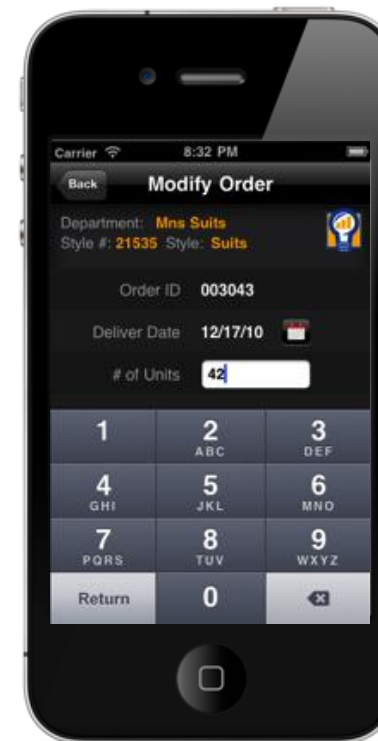 Carrier 8:32 PM
Back Modify Order
Department: Mns Suits
Style #: 21535 Style: Suits
Order ID 003043
Deliver Date 12/17/10
# of Units 42
1 2 3
ABC DEF
4 5 6
GHI JKL MNO
7 8 9
PQRS TUV WXYZ
Return 0